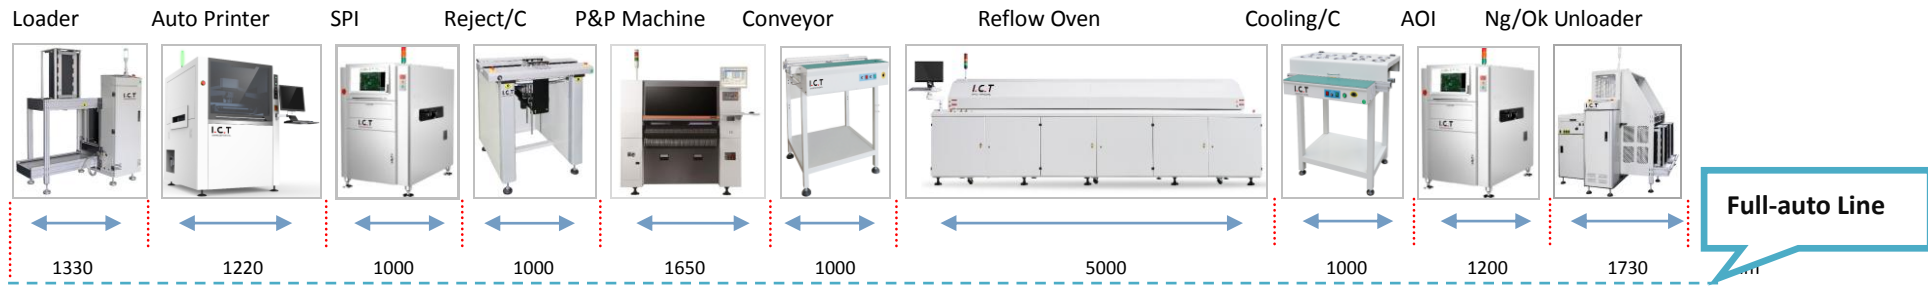 Loader Auto Printer SPI Reject/C P&P Machine Conveyor Reflow Oven Cooling/C AOI Ng/Ok Unloader
I.C.T I.C.T I.C.T I.C.T I.C.T I.C.T I.C.T I.C.T I.C.T
Full-auto Line
1330 1220 1000 1000 1650 1000 5000 1000 1200 1730